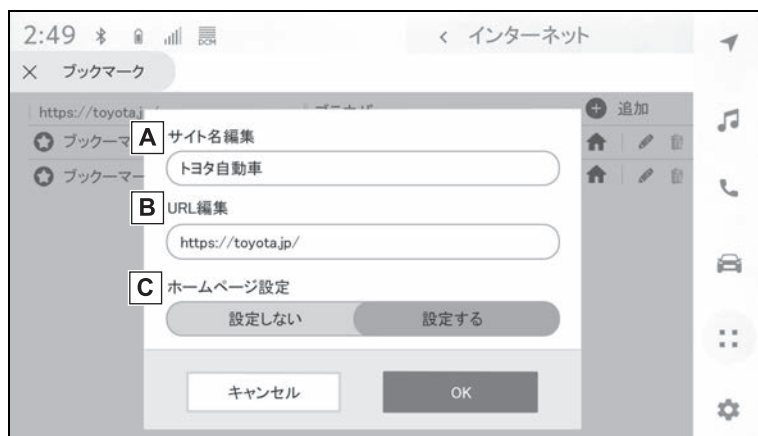 2:49 DCM < インターネット
× ブックマーク
https://toyota.j
追加
A サイト名編集
ブックマ
トヨタ自動車
ブックマー
B URL編集
https://toyota.jp/
C ホームページ設定
設定しない 設定する
キャンセル OK